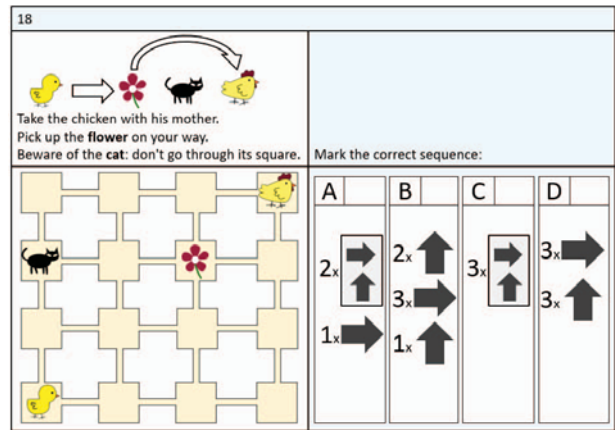 18
Take the chicken with his mother.
Pick up the flower on your way.
Beware of the cat: don't go through its square.
Mark the correct sequence:
A B C D
2x 2x 3x 3x
3x 3x
1x 1x